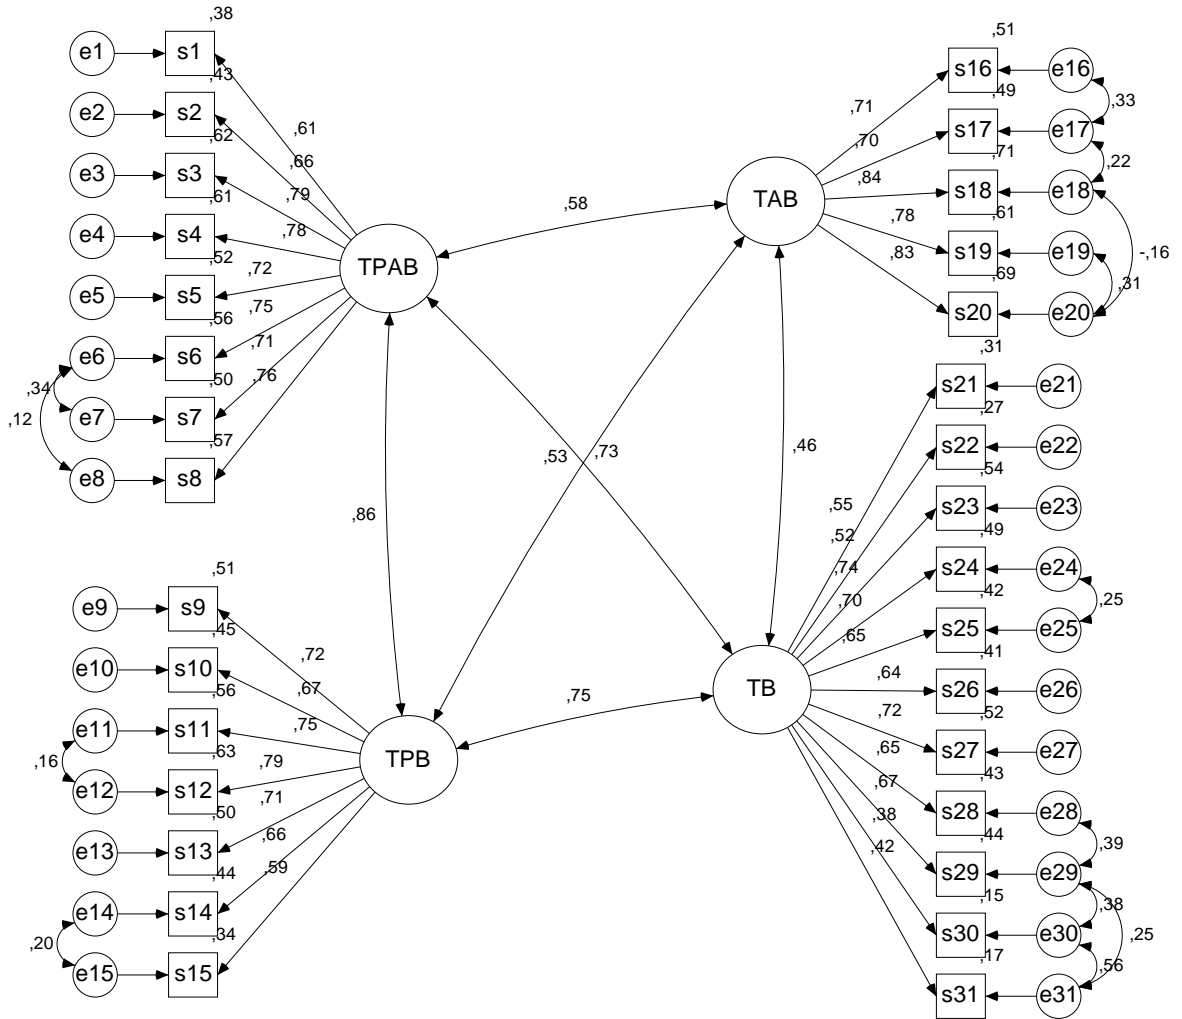 ,38
e1 s1
,43
e2 s2
,62
e3 s3
,61
e4 s4
,52
e5 s5
,56
e6 s6
,50
e7 s7
,57
e8 s8
,34
,12
,61
,66
,79
,78
,72
,75
,71
,76
TPAB
,58
TAB
,71
,70
,84
,78
,83
,51
s16 e16
,49
s17 e17
,71
s18 e18
,61
s19 e19
,69
s20 e20
,33
,22
-,16
,31
,53 ,73
,46
,86
,75
,51
e9 s9
,45
e10 s10
,56
e11 s11
,63
e12 s12
,50
e13 s13
,44
e14 s14
,34
e15 s15
,16
,20
,72
,67
,75
,79
,71
,66
,59
TPB
TB
,55
,52
,74
,70
,65
,64
,72
,65
,67
,38
,42
,31
s21 e21
,27
s22 e22
,54
s23 e23
,49
s24 e24
,42
s25 e25
,41
s26 e26
,52
s27 e27
,43
s28 e28
,44
s29 e29
,15
s30 e30
,17
s31 e31
,25
,39
,38
,25
,56